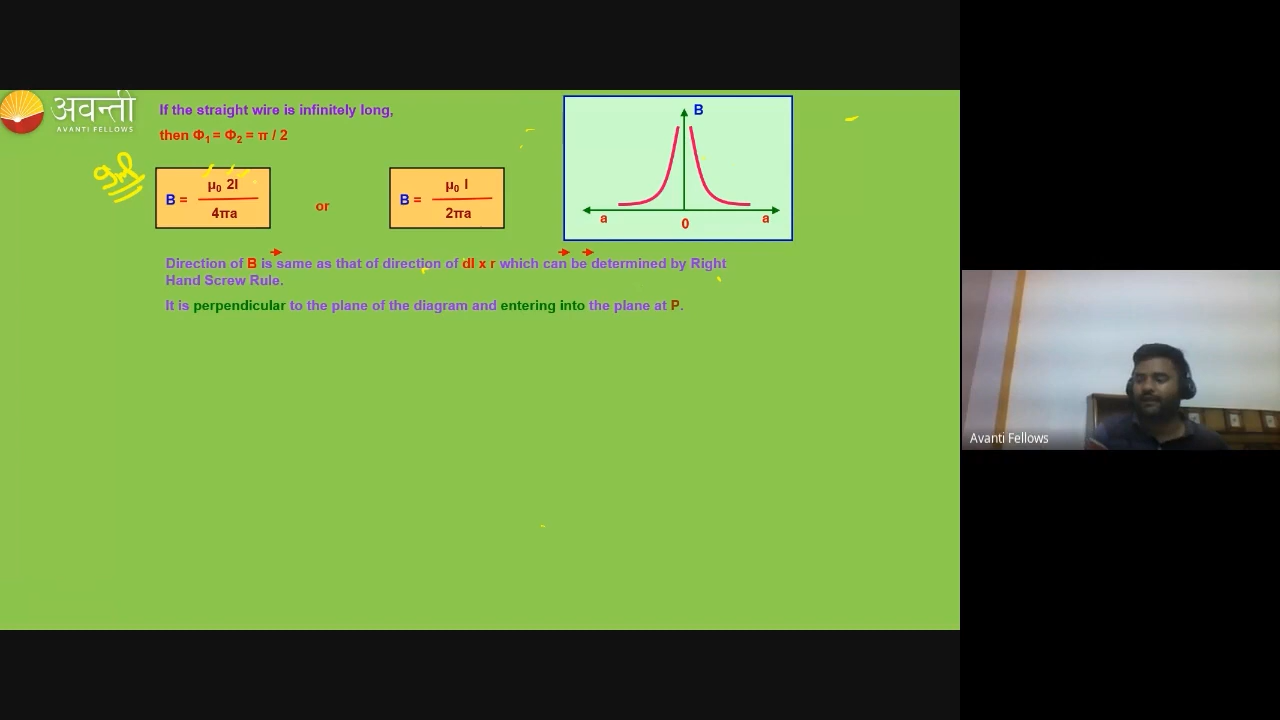 अवन्ती
AVANTI FELLOWS
If the straight wire is infinitely long,
then Φ1 = Φ2 = π / 2
B = μ0 2I / 4πa
or
B = μ0 I / 2πa
B
a
0
a
Direction of B is same as that of direction of dl x r which can be determined by Right
Hand Screw Rule.
It is perpendicular to the plane of the diagram and entering into the plane at P.
Avanti Fellows